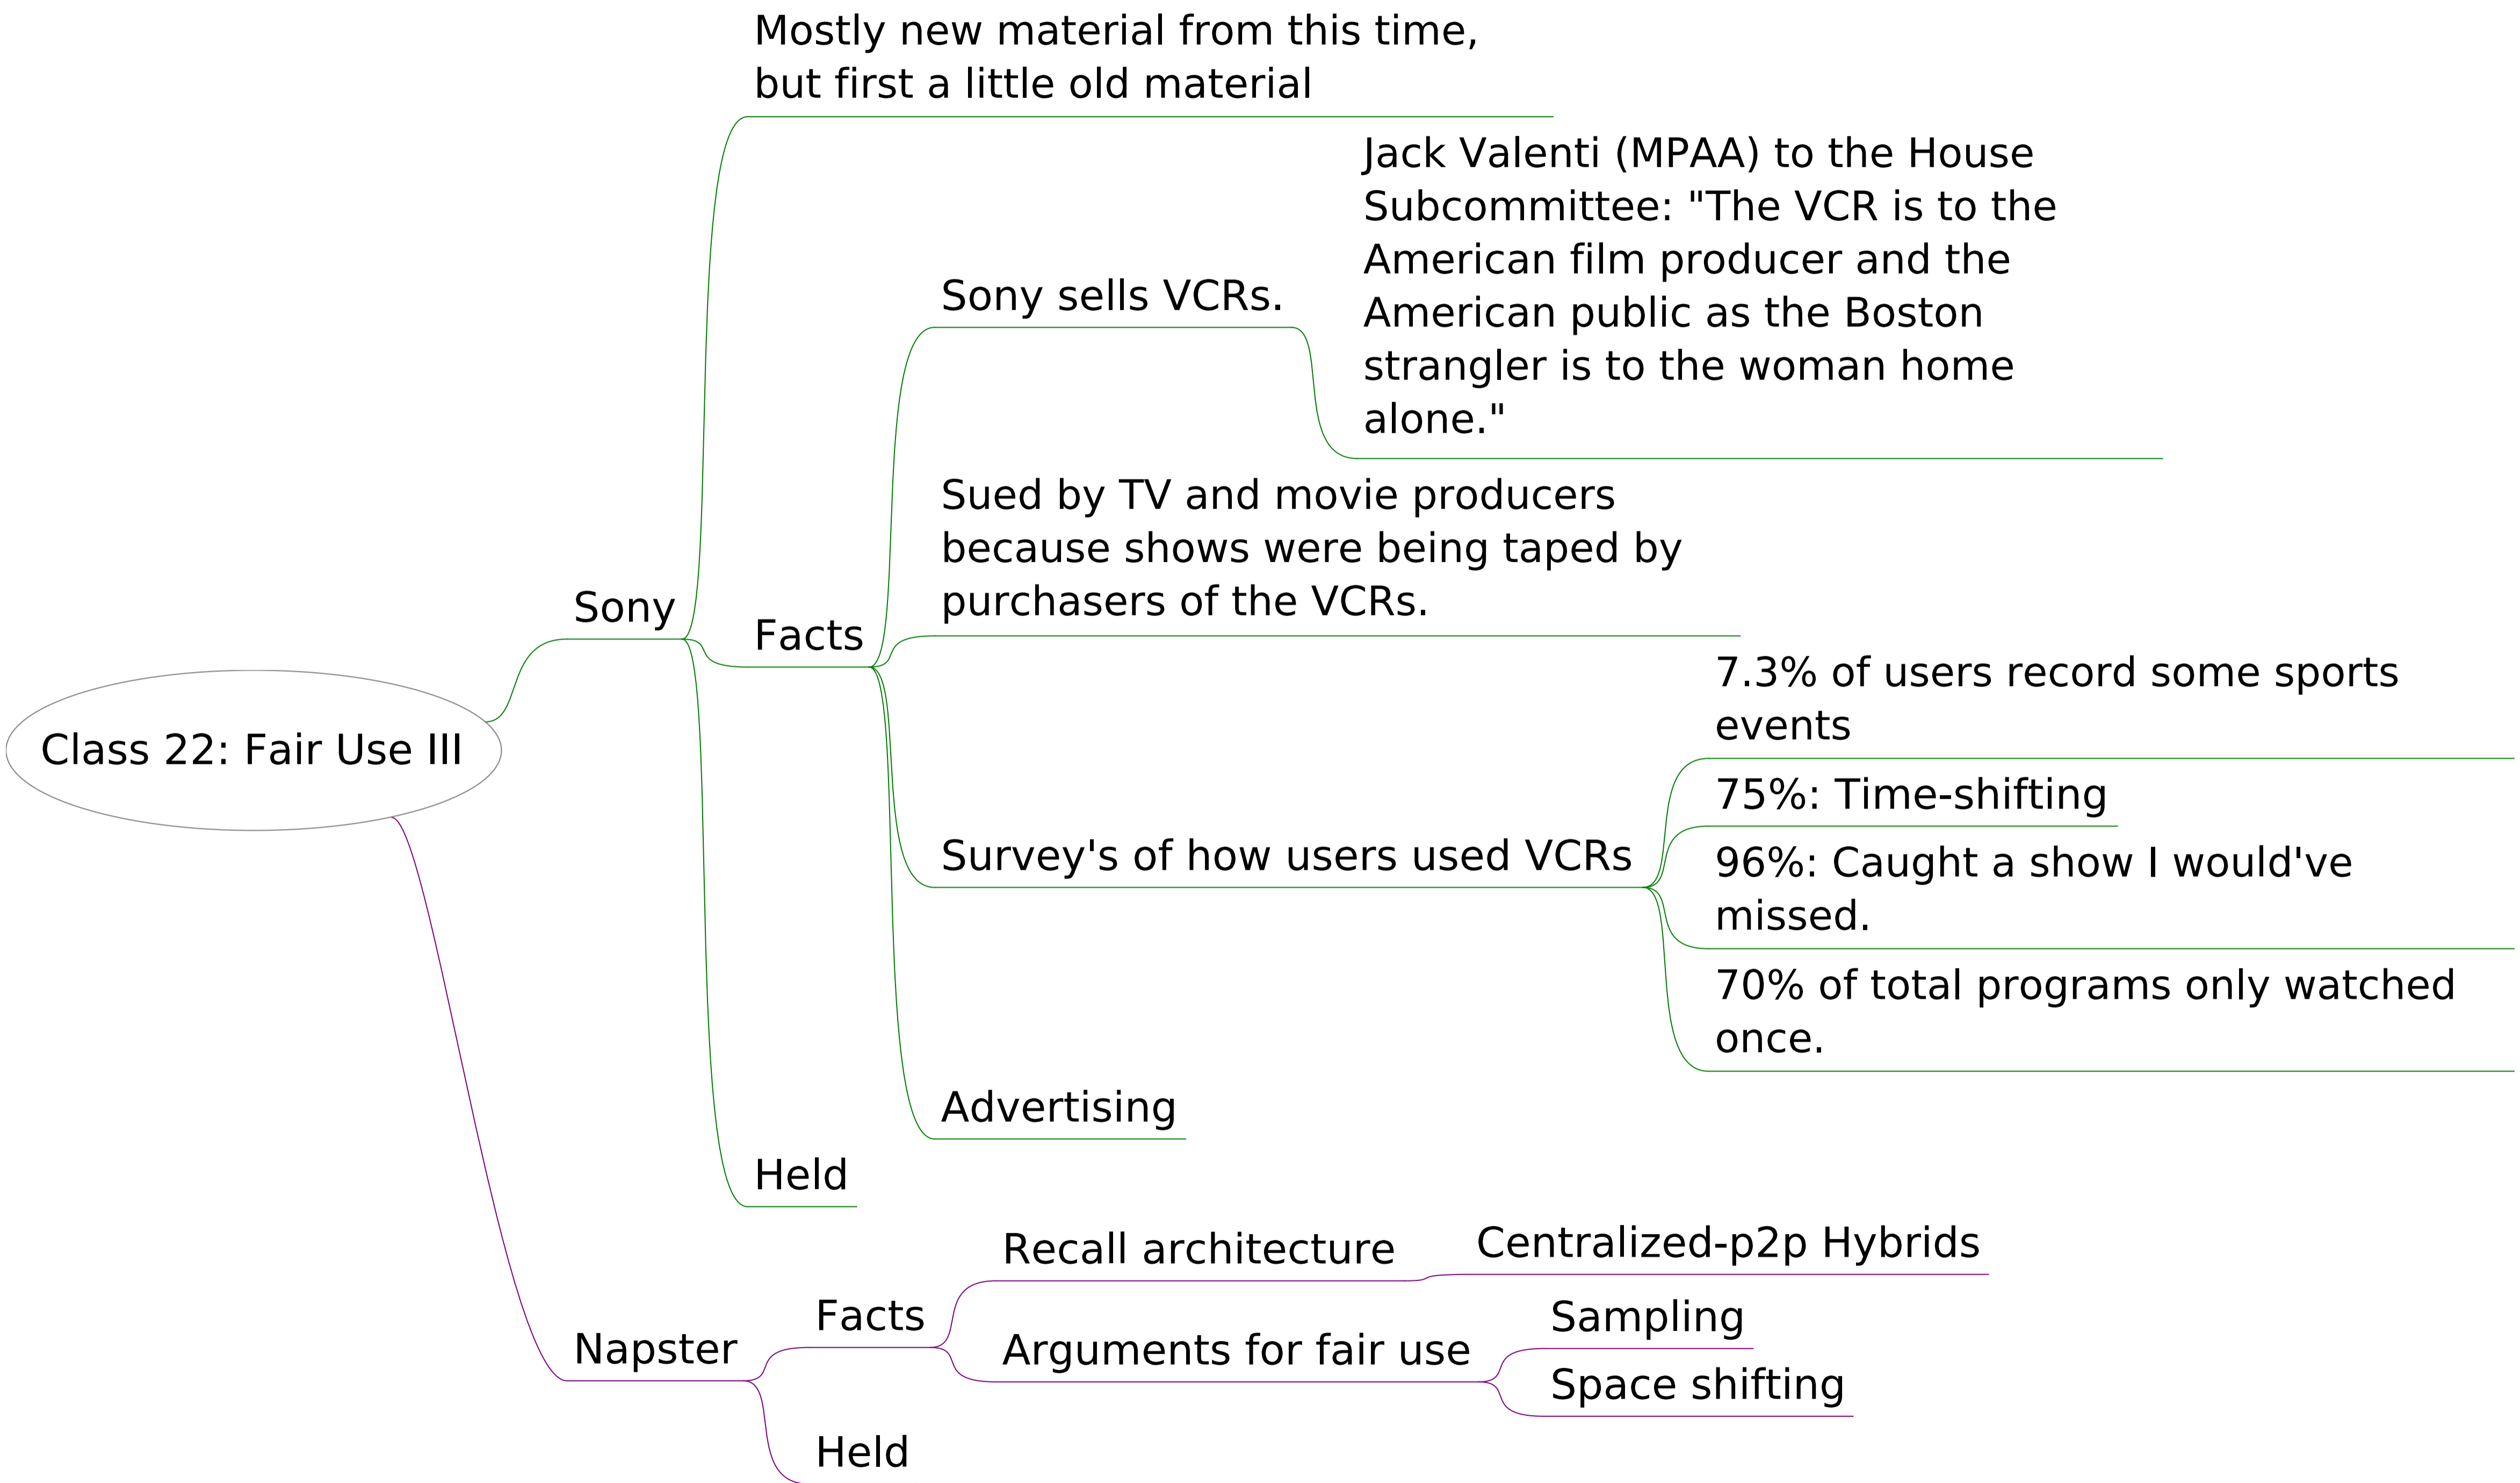 Mostly new material from this time,
but first a little old material
Jack Valenti (MPAA) to the House
Subcommittee: "The VCR is to the
American film producer and the
American public as the Boston
strangler is to the woman home
alone."
Sony sells VCRs.
Sued by TV and movie producers
because shows were being taped by
purchasers of the VCRs.
Sony
Facts
7.3% of users record some sports
events
75%: Time-shifting
96%: Caught a show I would've
missed.
70% of total programs only watched
once.
Survey's of how users used VCRs
Class 22: Fair Use III
Advertising
Held
Recall architecture
Centralized-p2p Hybrids
Facts
Arguments for fair use
Sampling
Space shifting
Napster
Held